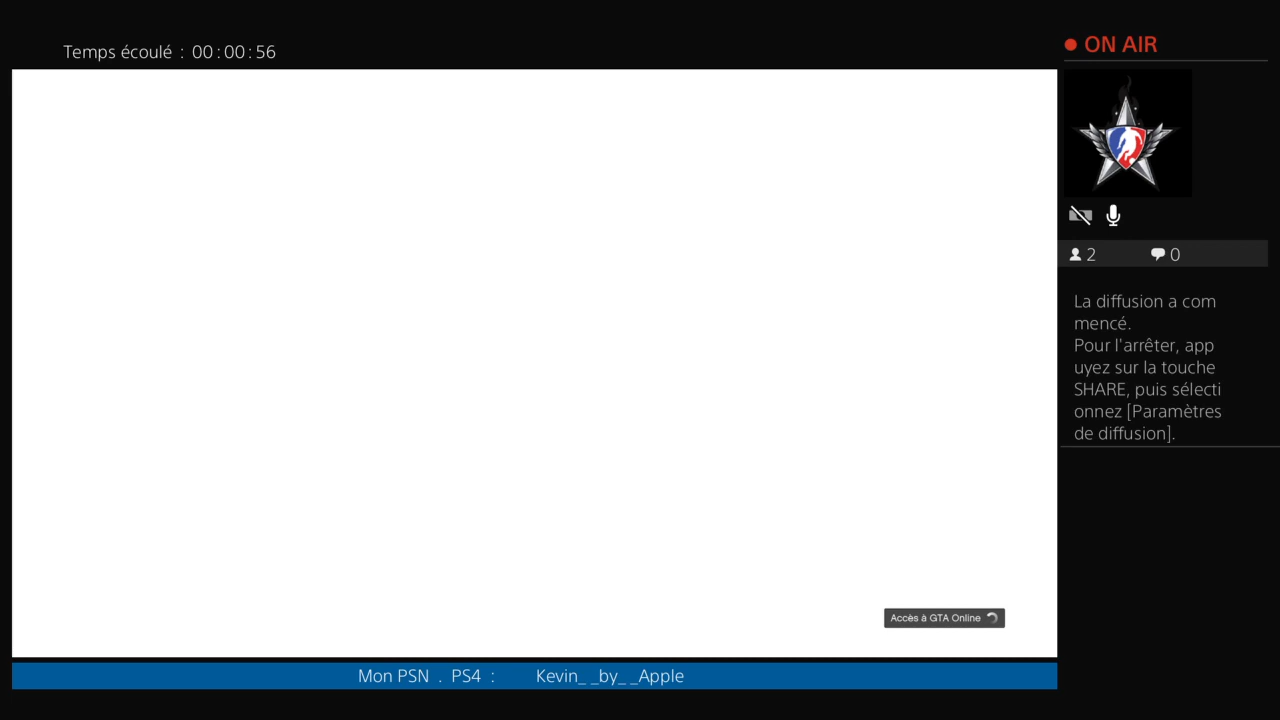 Temps écoulé : 00:00:56
ON AIR
2 0
La diffusion a com
mencé.
Pour l'arrêter, app
uyez sur la touche
SHARE, puis sélecti
onnez [Paramètres
de diffusion].
Accès à GTA Online
Mon PSN . PS4 : Kevin_ _by_ _Apple